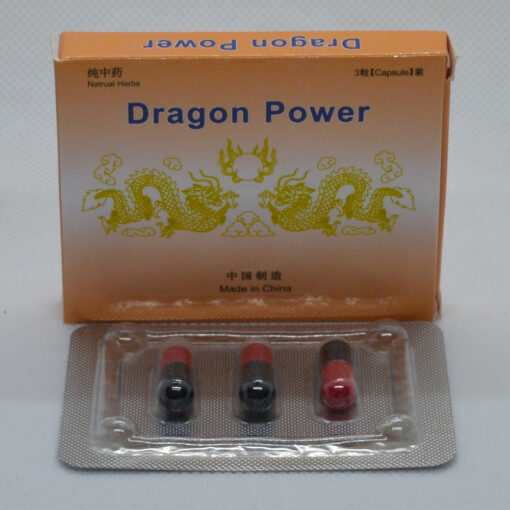 Dragon Power
纯中药
Natrual Herbs
3粒【Capsule】装
Dragon Power
中国制造
Made in China